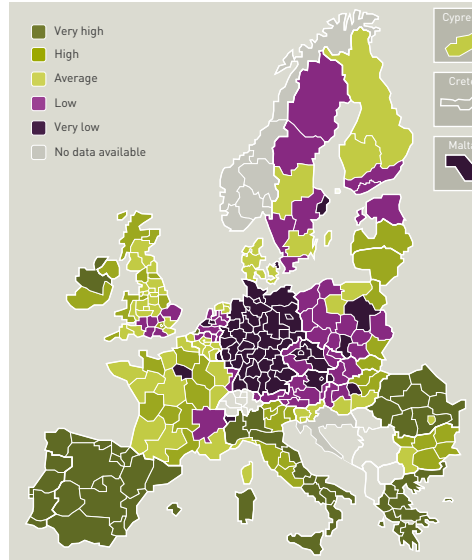 Very high
High
Average
Low
Very low
No data available
Cypre
Crete
Malta